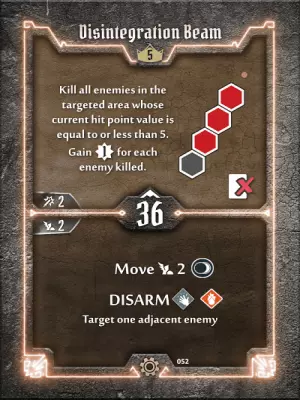 Disintegration Beam
5
Kill all enemies in the
targeted area whose
current hit point value is
equal to or less than 5.
Gain for each
enemy killed.
2
36
2
Move 2
DISARM
Target one adjacent enemy
052